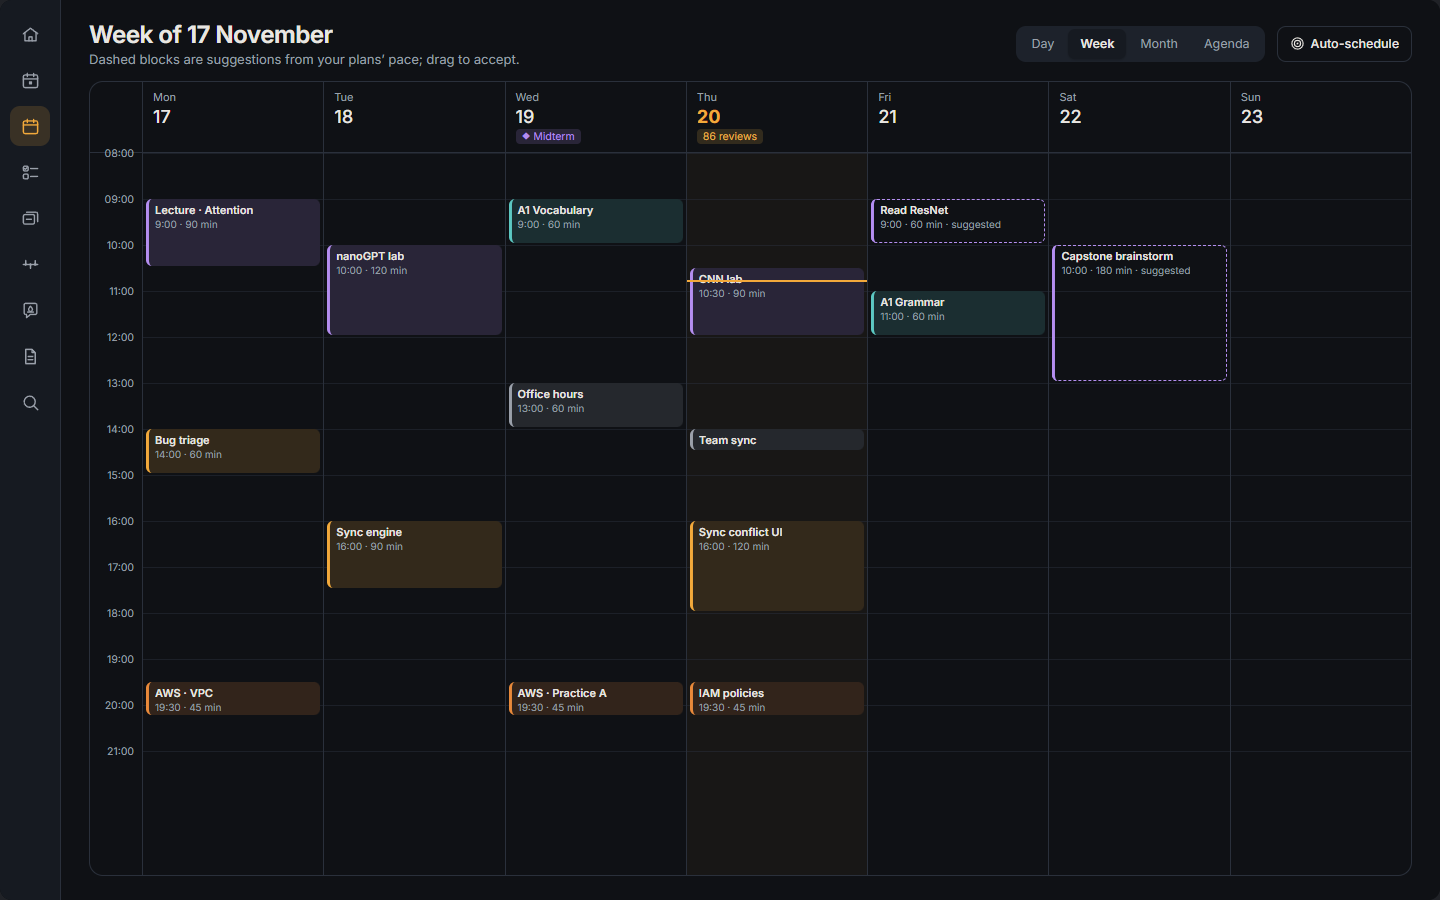 Week of 17 November
Dashed blocks are suggestions from your plans’ pace; drag to accept.
Day
Week
Month
Agenda
Auto-schedule
Mon
17
Tue
18
Wed
19
Midterm
Thu
20
86 reviews
Fri
21
Sat
22
Sun
23
08:00
09:00
10:00
11:00
12:00
13:00
14:00
15:00
16:00
17:00
18:00
19:00
20:00
21:00
Lecture · Attention
9:00 · 90 min
Bug triage
14:00 · 60 min
AWS · VPC
19:30 · 45 min
nanoGPT lab
10:00 · 120 min
Sync engine
16:00 · 90 min
A1 Vocabulary
9:00 · 60 min
Office hours
13:00 · 60 min
AWS · Practice A
19:30 · 45 min
CNN lab
10:30 · 90 min
Team sync
Sync conflict UI
16:00 · 120 min
IAM policies
19:30 · 45 min
Read ResNet
9:00 · 60 min · suggested
A1 Grammar
11:00 · 60 min
Capstone brainstorm
10:00 · 180 min · suggested